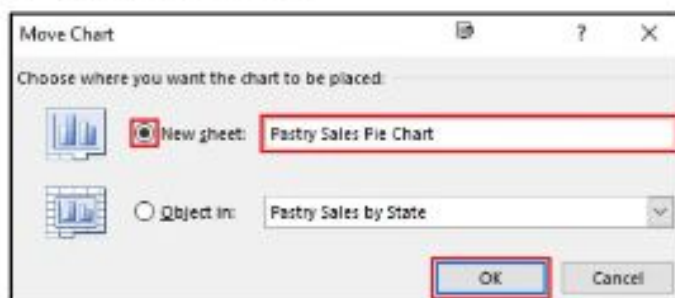 Move Chart ? ×
Choose where you want the chart to be placed:
New sheet: Pastry Sales Pie Chart
Object in: Pastry Sales by State
OK Cancel